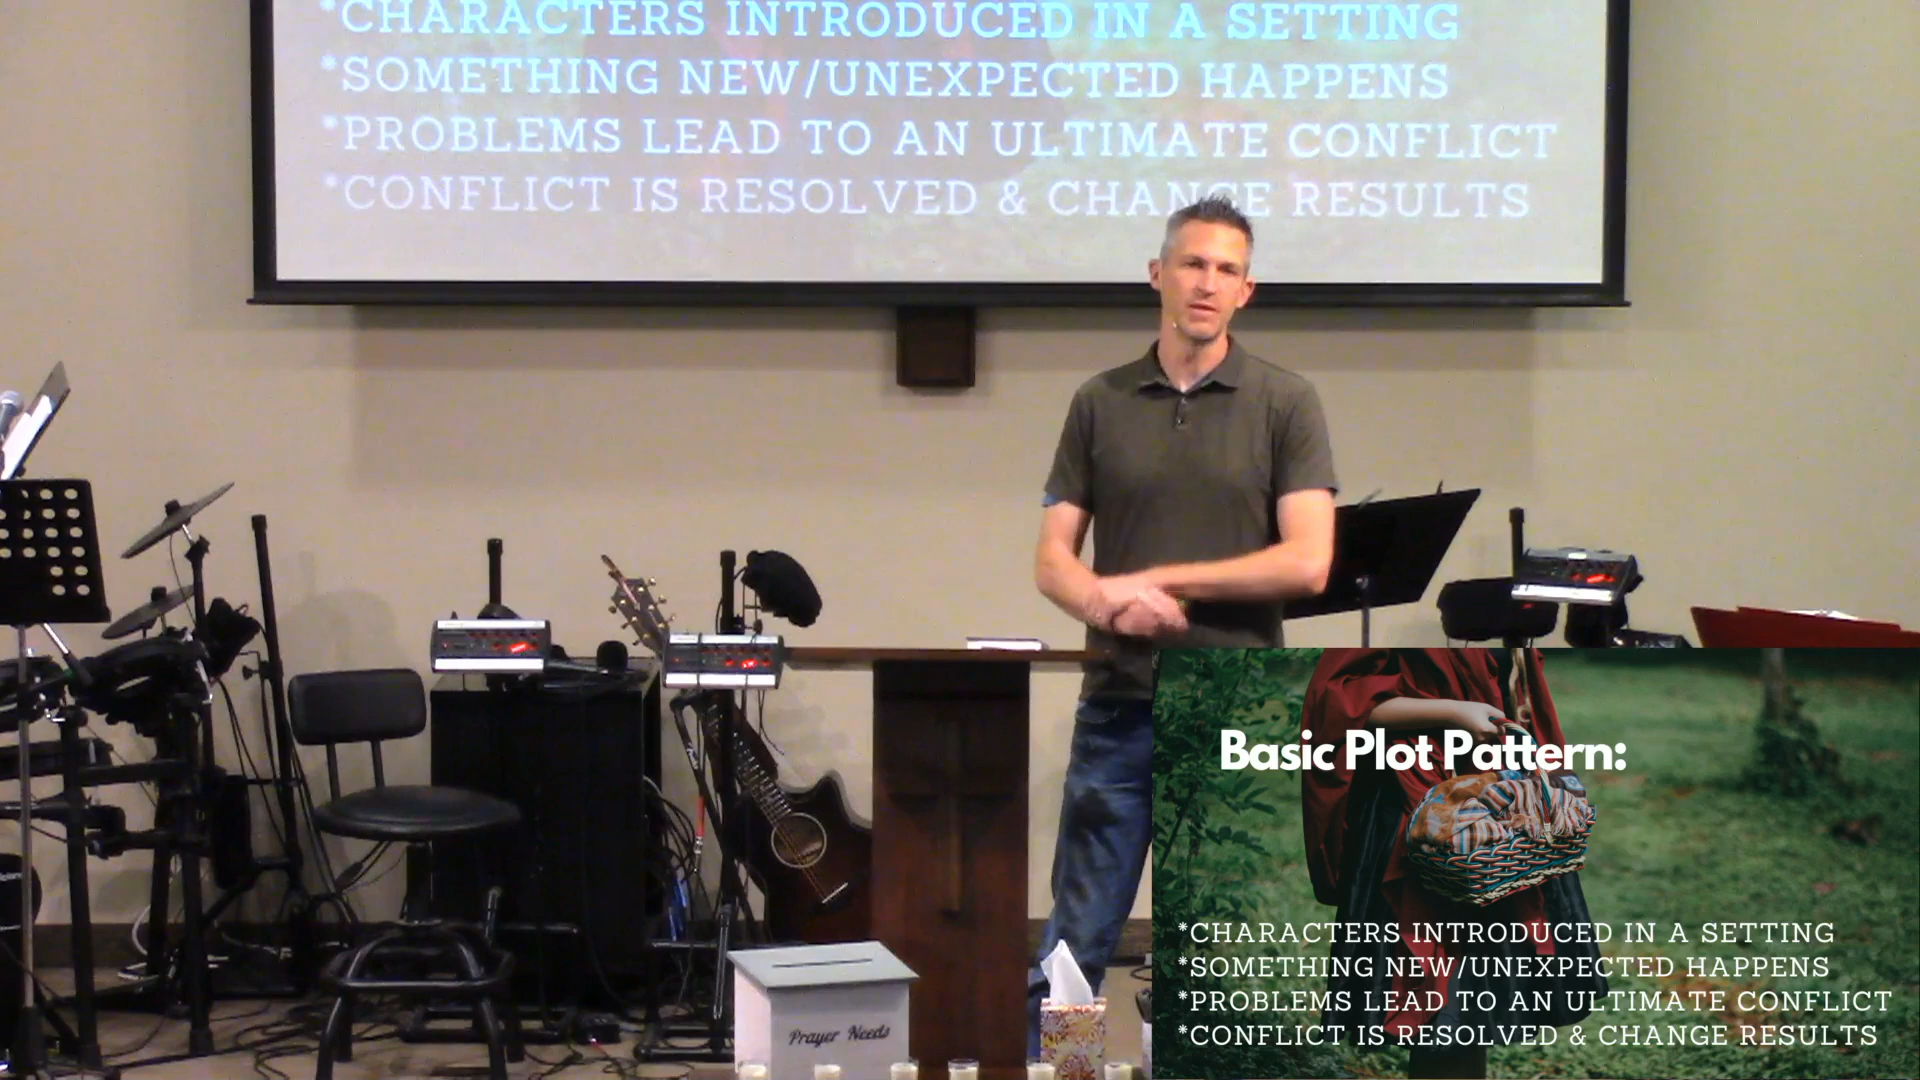 *CHARACTERS INTRODUCED IN A SETTING
*SOMETHING NEW/UNEXPECTED HAPPENS
*PROBLEMS LEAD TO AN ULTIMATE CONFLICT
*CONFLICT IS RESOLVED & CHANGE RESULTS
Prayer Needs
Basic Plot Pattern:
*CHARACTERS INTRODUCED IN A SETTING
*SOMETHING NEW/UNEXPECTED HAPPENS
*PROBLEMS LEAD TO AN ULTIMATE CONFLICT
*CONFLICT IS RESOLVED & CHANGE RESULTS